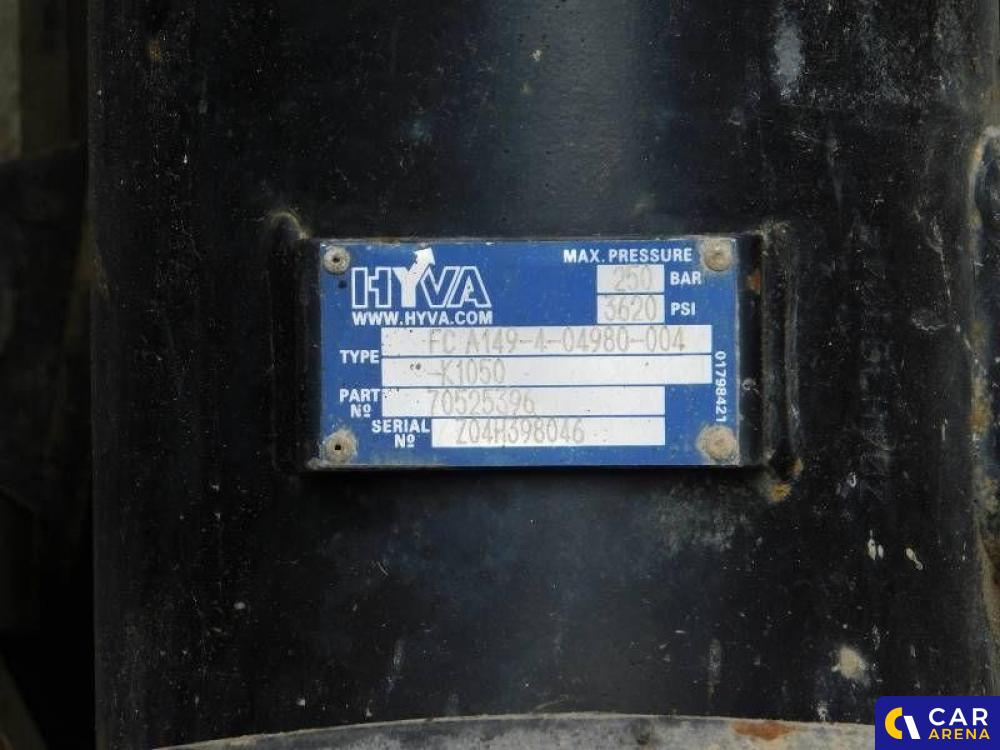 HYVA
WWW.HYVA.COM
MAX. PRESSURE
250 BAR
3620 PSI
TYPE FC A149-4-04980-004
-K1050
PART Nº 70525396
SERIAL Nº Z04H398046
01798421
CAR
ARENA